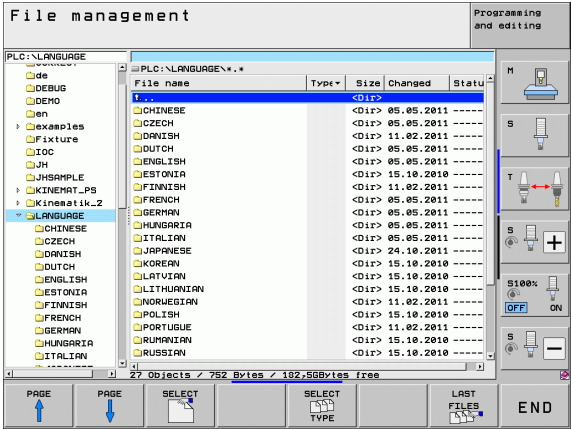 File management
Programming
and editing
PLC:\LANGUAGE
de
DEBUG
DEMO
en
examples
Fixture
IOC
JH
JHSAMPLE
KINEMAT_PS
Kinematik_2
LANGUAGE
CHINESE
CZECH
DANISH
DUTCH
ENGLISH
ESTONIA
FINNISH
FRENCH
GERMAN
HUNGARIA
ITALIAN
PLC:\LANGUAGE\*.*
File name Type Size Changed Statu
.. <Dir>
CHINESE <Dir> 05.05.2011 -----
CZECH <Dir> 05.05.2011 -----
DANISH <Dir> 11.02.2011 -----
DUTCH <Dir> 05.05.2011 -----
ENGLISH <Dir> 05.05.2011 -----
ESTONIA <Dir> 15.10.2010 -----
FINNISH <Dir> 11.02.2011 -----
FRENCH <Dir> 05.05.2011 -----
GERMAN <Dir> 05.05.2011 -----
HUNGARIA <Dir> 05.05.2011 -----
ITALIAN <Dir> 05.05.2011 -----
JAPANESE <Dir> 24.10.2011 -----
KOREAN <Dir> 15.10.2010 -----
LATVIAN <Dir> 15.10.2010 -----
LITHUANIAN <Dir> 15.10.2010 -----
NORWEGIAN <Dir> 11.02.2011 -----
POLISH <Dir> 15.10.2010 -----
PORTUGUE <Dir> 11.02.2011 -----
RUMANIAN <Dir> 15.10.2010 -----
RUSSIAN <Dir> 15.10.2010 -----
27 Objects / 752 Bytes / 182,5GBytes free
M
S
T
S
S100%
OFF ON
S
PAGE
PAGE
SELECT
SELECT
TYPE
LAST
FILES
END